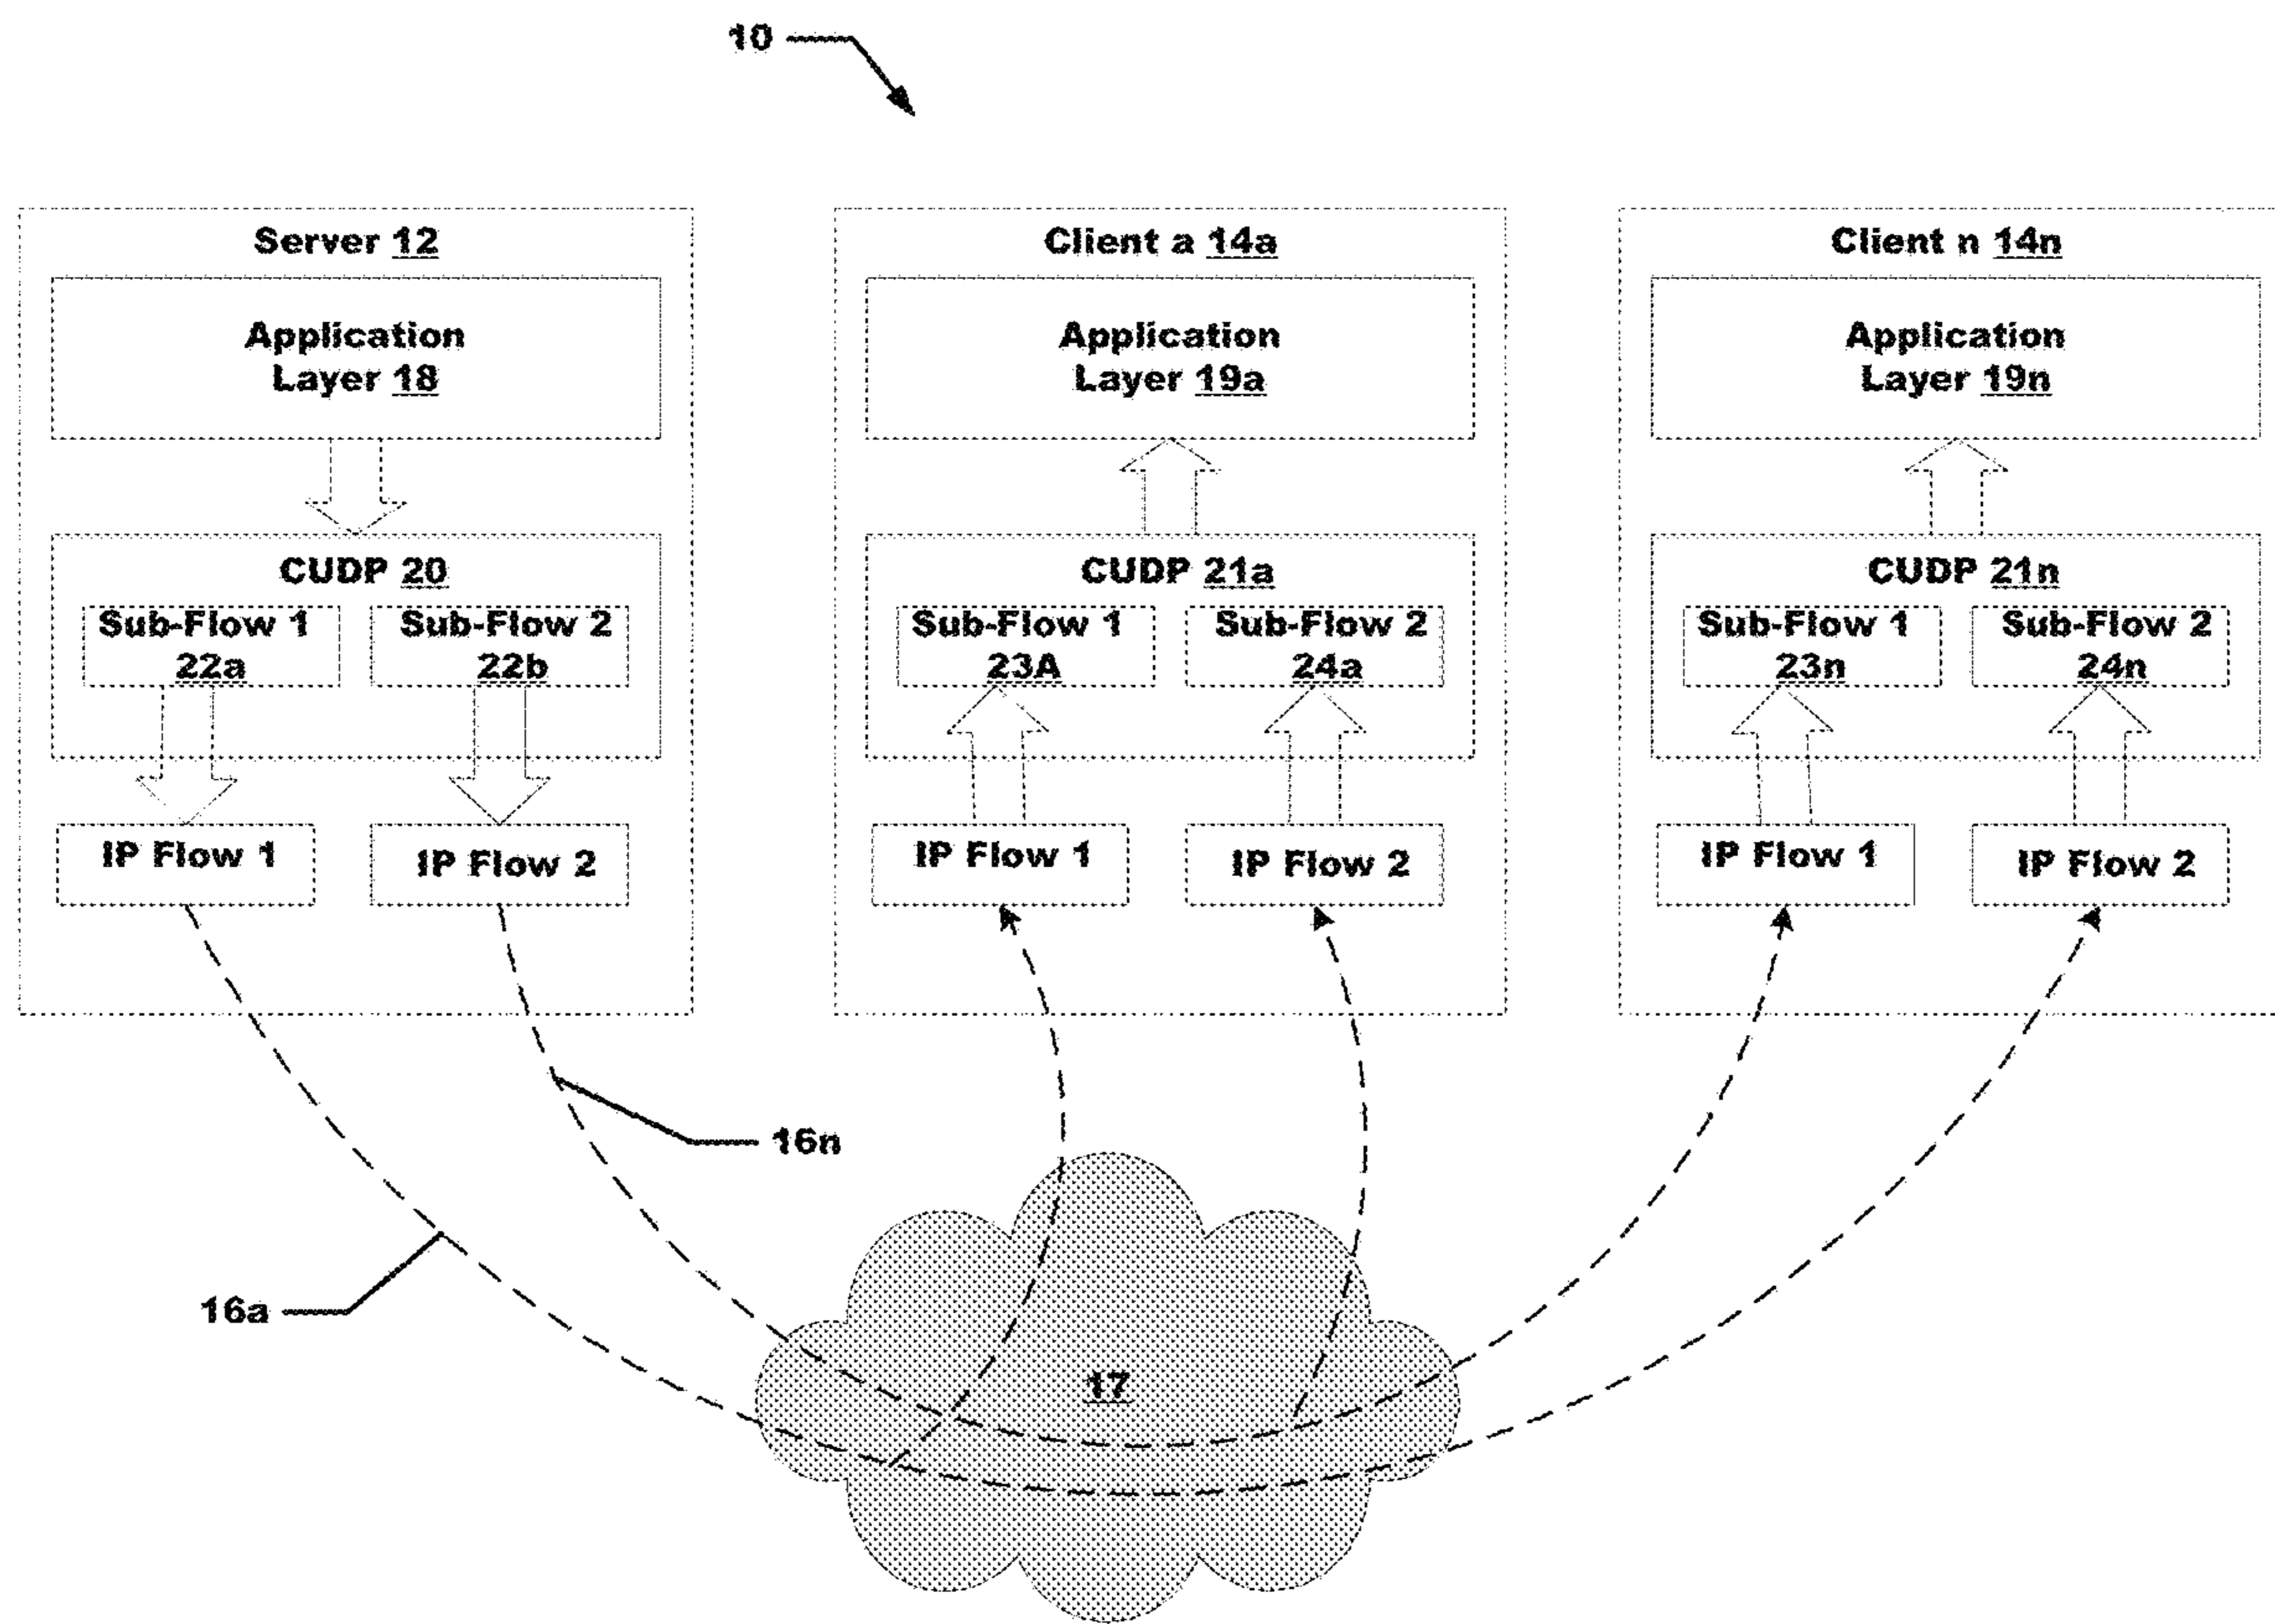 10
Server 12
Application
Layer 18
CUDP 20
Sub-Flow 1
22a
Sub-Flow 2
22b
IP Flow 1
IP Flow 2
Client a 14a
Application
Layer 19a
CUDP 21a
Sub-Flow 1
23A
Sub-Flow 2
24a
IP Flow 1
IP Flow 2
Client n 14n
Application
Layer 19n
CUDP 21n
Sub-Flow 1
23n
Sub-Flow 2
24n
IP Flow 1
IP Flow 2
16n
16a
17